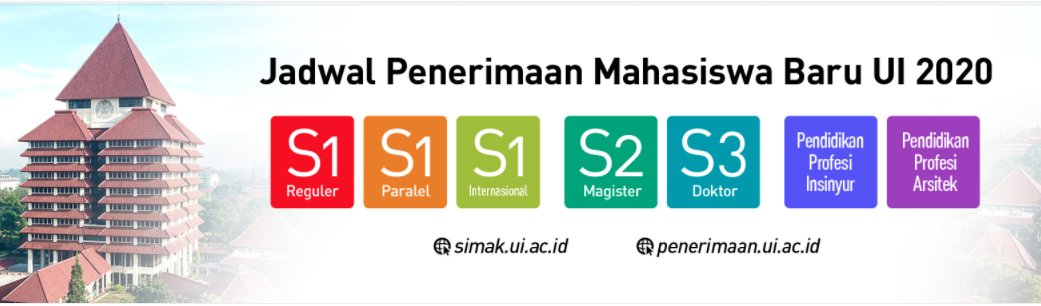 Jadwal Penerimaan Mahasiswa Baru UI 2020
S1
Reguler
S1
Paralel
S1
Internasional
S2
Magister
S3
Doktor
Pendidikan
Profesi
Insinyur
Pendidikan
Profesi
Arsitek
simak.ui.ac.id
penerimaan.ui.ac.id